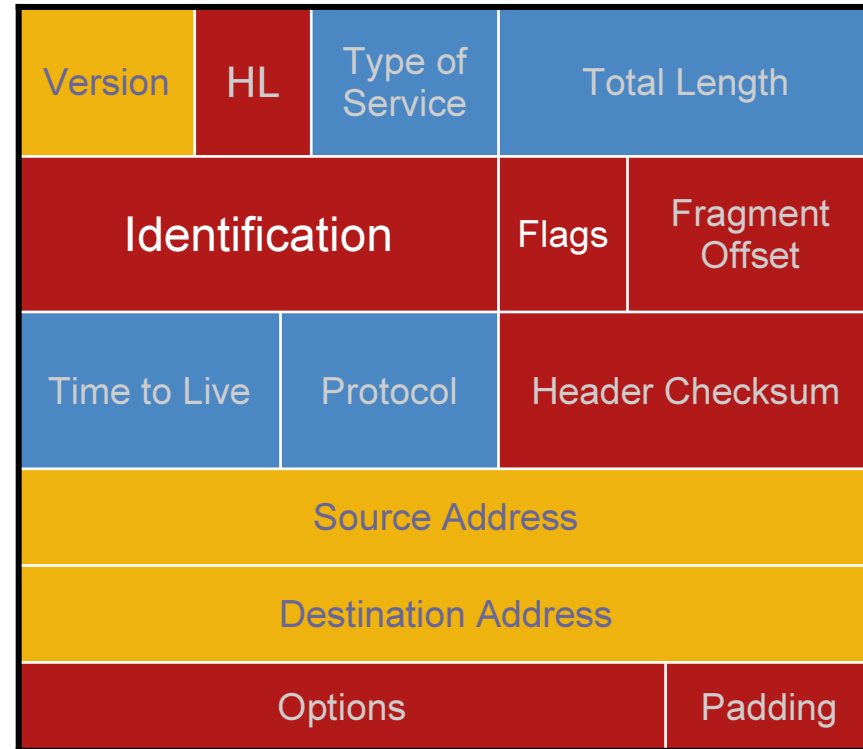 Version
HL
Type of
Service
Total Length
Identification
Flags
Fragment
Offset
Time to Live
Protocol
Header Checksum
Source Address
Destination Address
Options
Padding